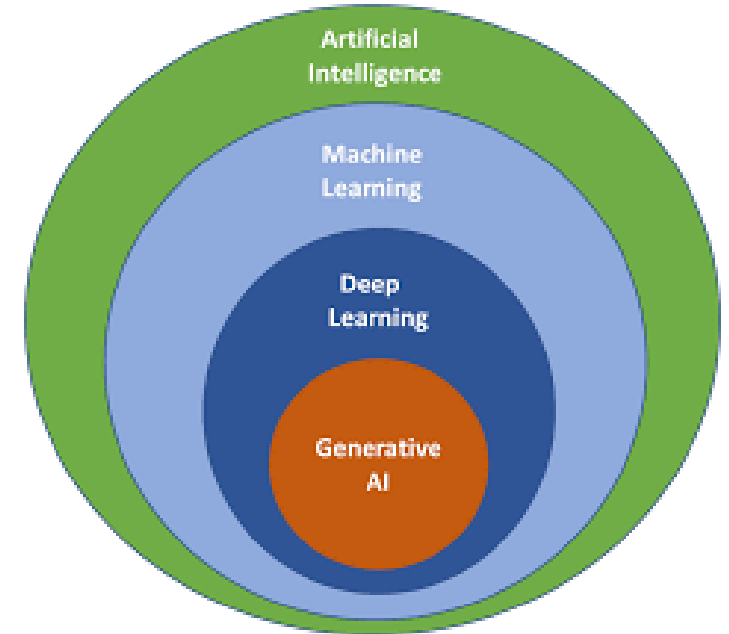 Artificial
Intelligence
Machine
Learning
Deep
Learning
Generative
AI